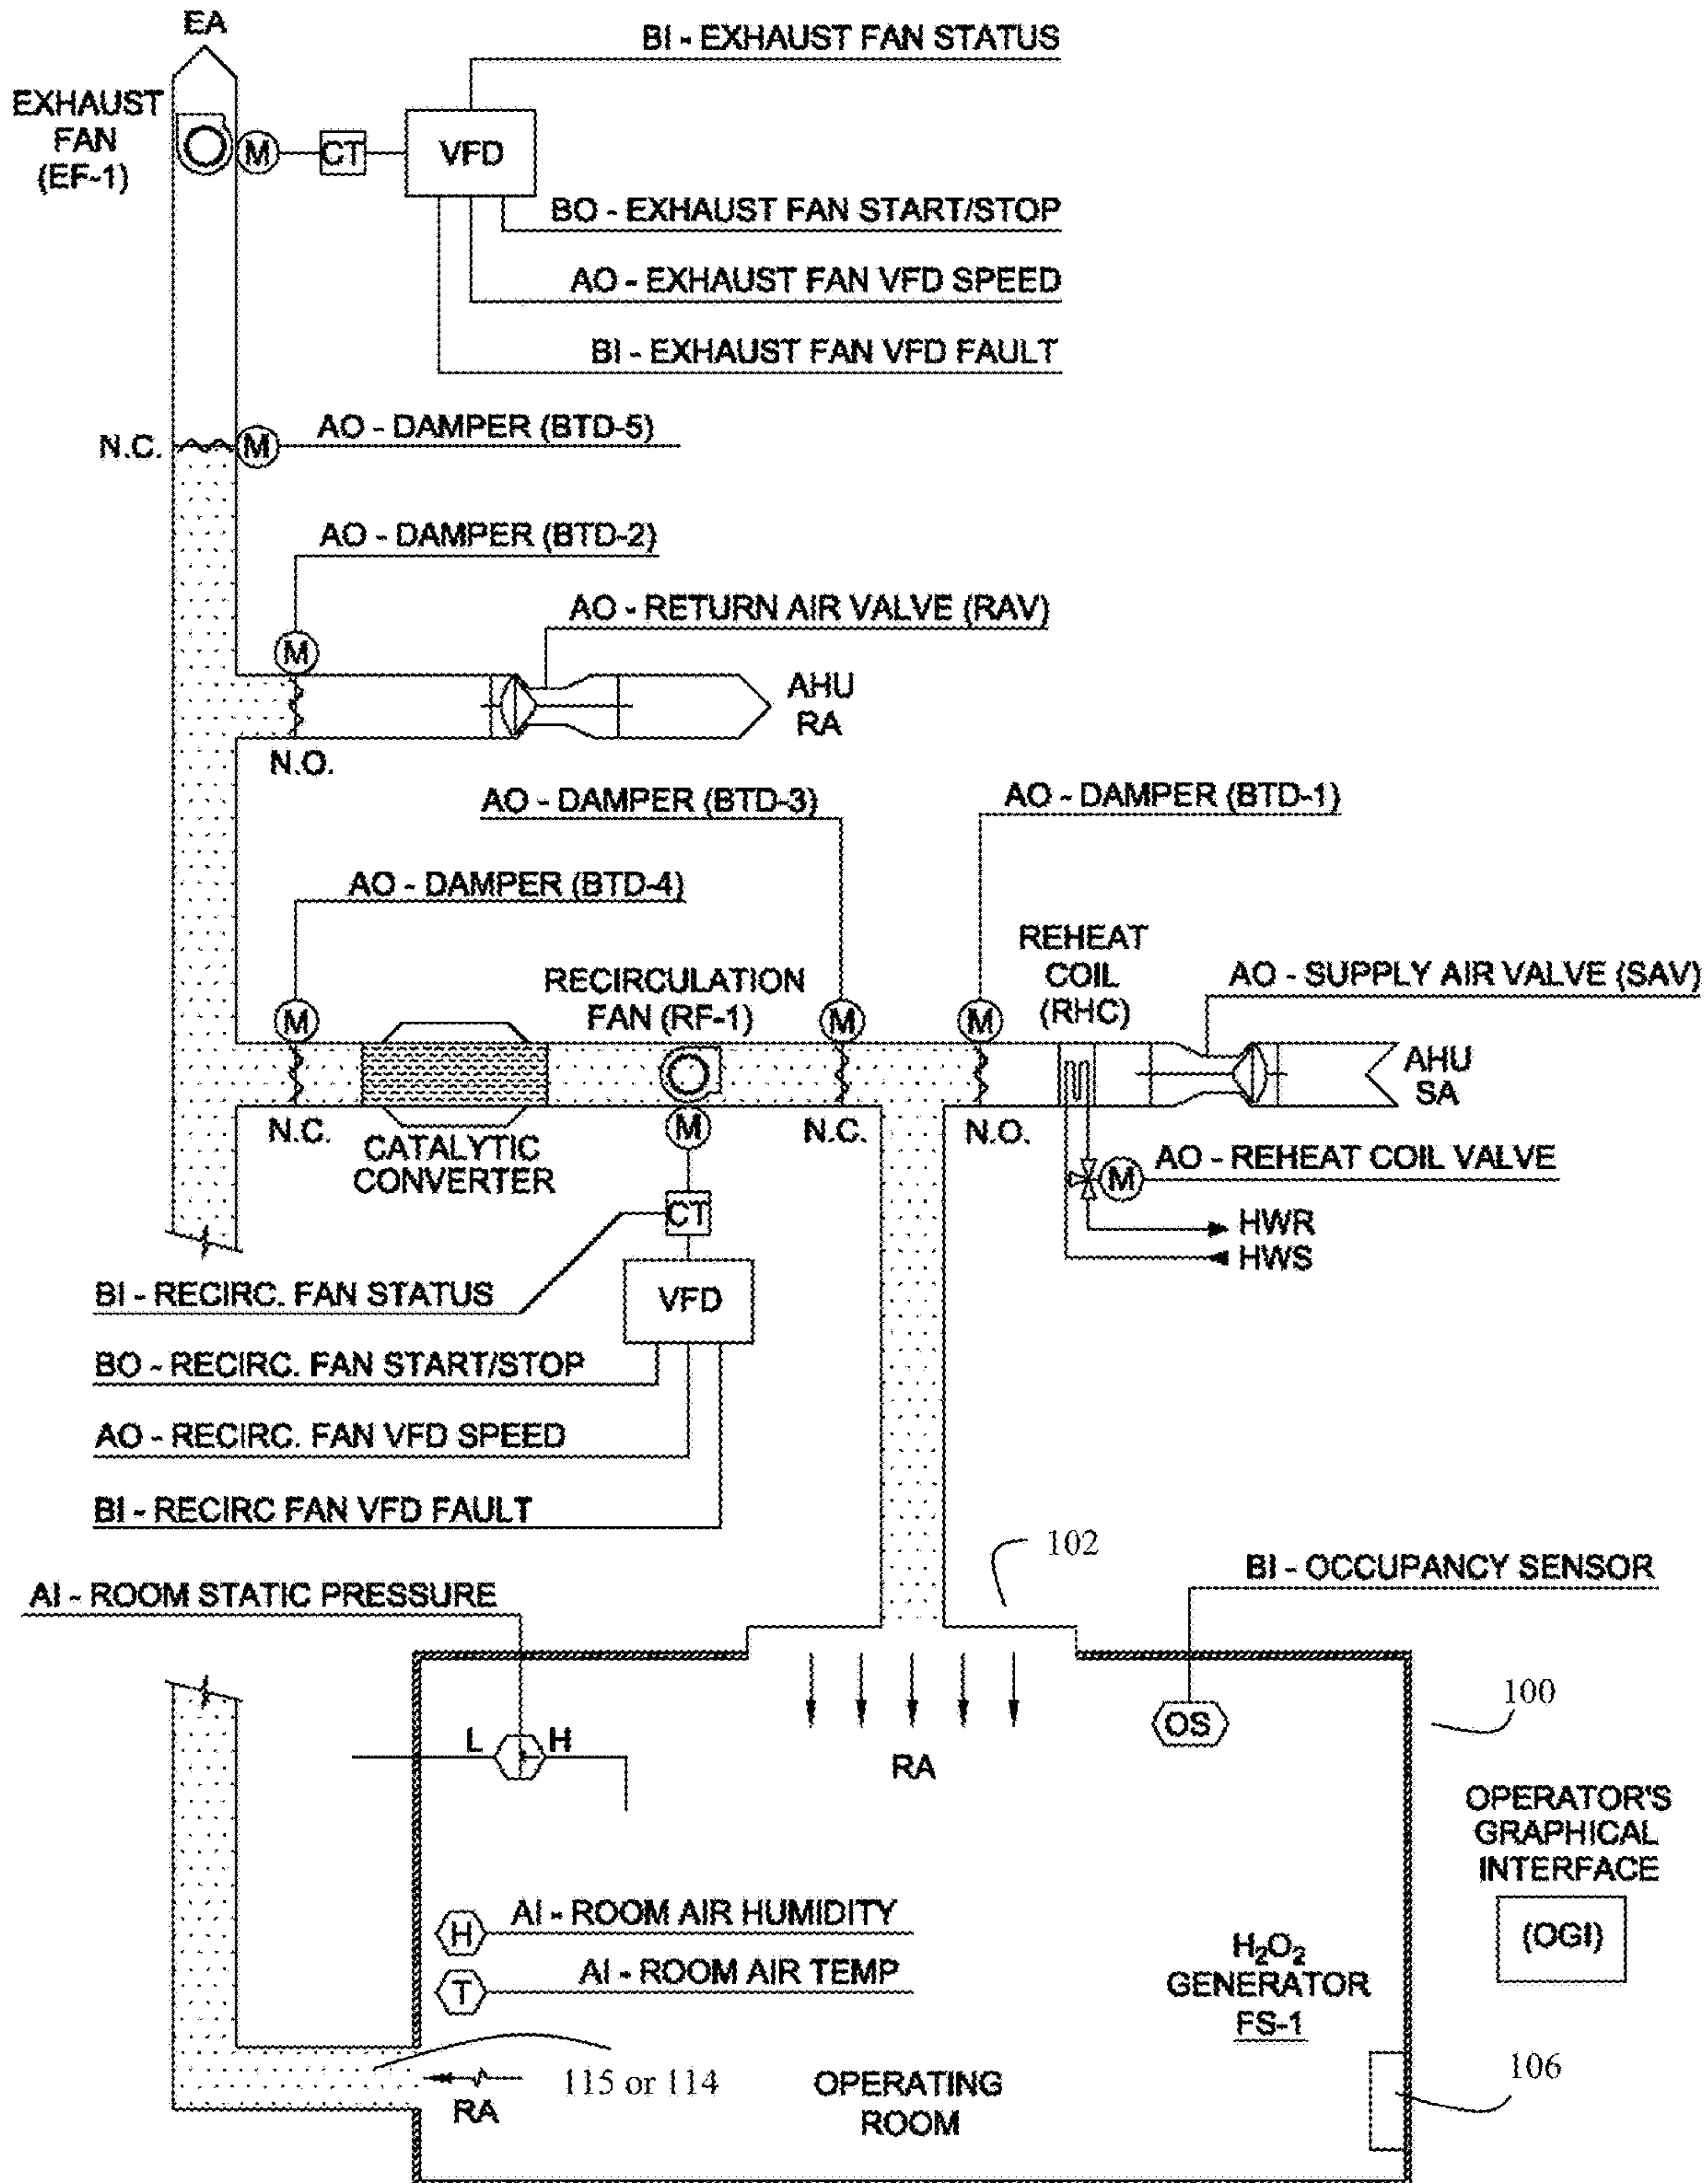 EA
BI - EXHAUST FAN STATUS
EXHAUST
FAN
(EF-1)
M
CT
VFD
BO - EXHAUST FAN START/STOP
AO - EXHAUST FAN VFD SPEED
BI - EXHAUST FAN VFD FAULT
N.C.
M
AO - DAMPER (BTD-5)
AO - DAMPER (BTD-2)
AO - RETURN AIR VALVE (RAV)
M
AHU
RA
N.O.
AO - DAMPER (BTD-3)
AO - DAMPER (BTD-1)
AO - DAMPER (BTD-4)
REHEAT
COIL
(RHC)
RECIRCULATION
FAN (RF-1)
AO - SUPPLY AIR VALVE (SAV)
M
M
M
AHU
SA
N.C.
CATALYTIC
CONVERTER
M
N.C.
N.O.
AO - REHEAT COIL VALVE
M
CT
HWR
HWS
BI - RECIRC. FAN STATUS
VFD
BO - RECIRC. FAN START/STOP
AO - RECIRC. FAN VFD SPEED
BI - RECIRC FAN VFD FAULT
102
BI - OCCUPANCY SENSOR
AI - ROOM STATIC PRESSURE
100
OS
L
H
RA
OPERATOR'S
GRAPHICAL
INTERFACE
(OGI)
H
AI - ROOM AIR HUMIDITY
T
AI - ROOM AIR TEMP
H₂O₂
GENERATOR
FS-1
115 or 114
RA
OPERATING
ROOM
106